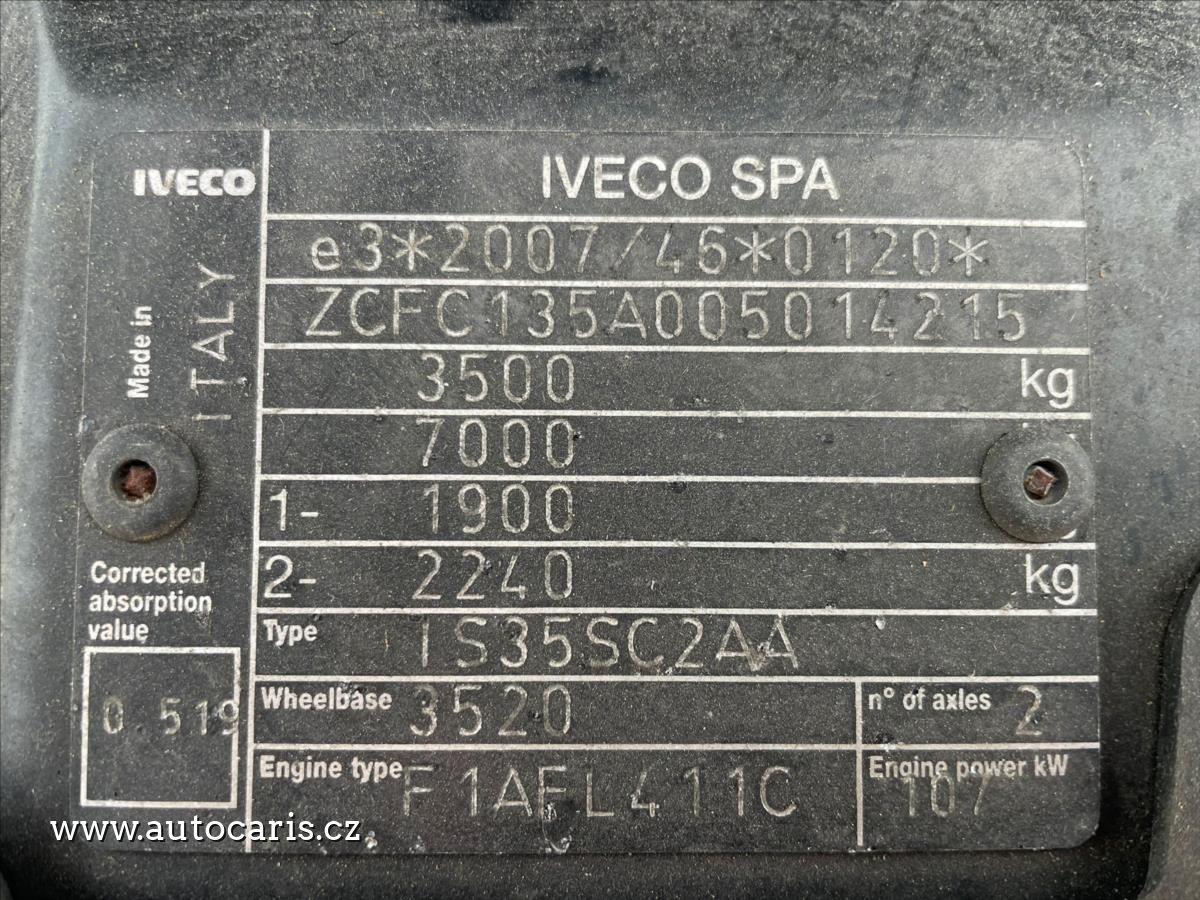 IVECO
IVECO SPA
e3*2007/46*0120*
ZCFC135A005014215
Made in
ITALY
3500 kg
7000
1- 1900
2- 2240 kg
Corrected
absorption
value
0.519
Type IS35SC2AA
Wheelbase 3520
n° of axles 2
Engine type F1AFL411C
Engine power kW
107
www.autocaris.cz